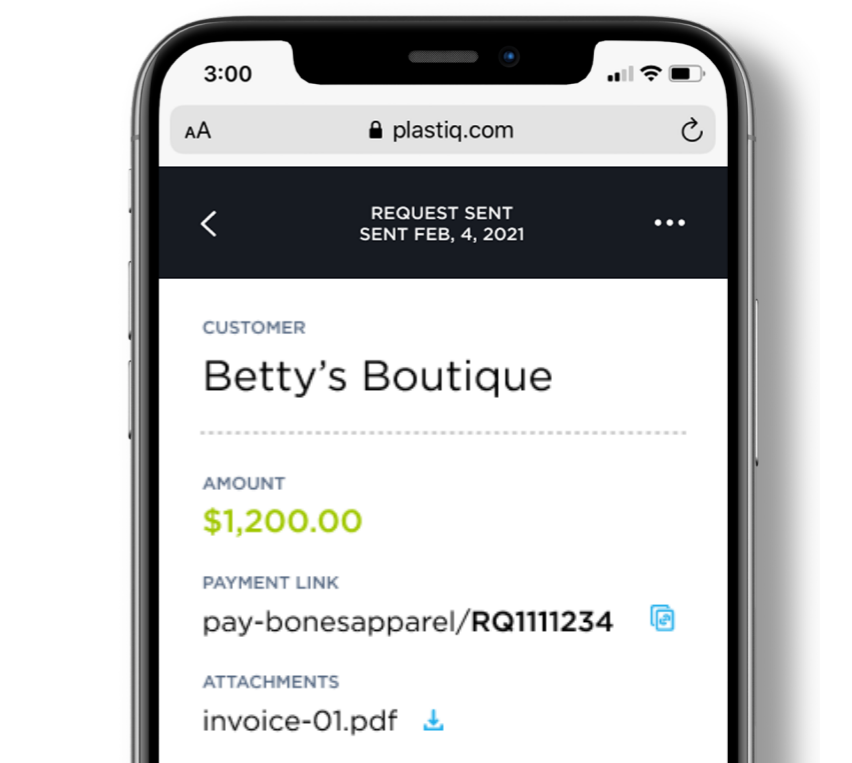 3:00
AA plastiq.com
REQUEST SENT
SENT FEB, 4, 2021
CUSTOMER
Betty’s Boutique
AMOUNT
$1,200.00
PAYMENT LINK
pay-bonesapparel/RQ1111234
ATTACHMENTS
invoice-01.pdf